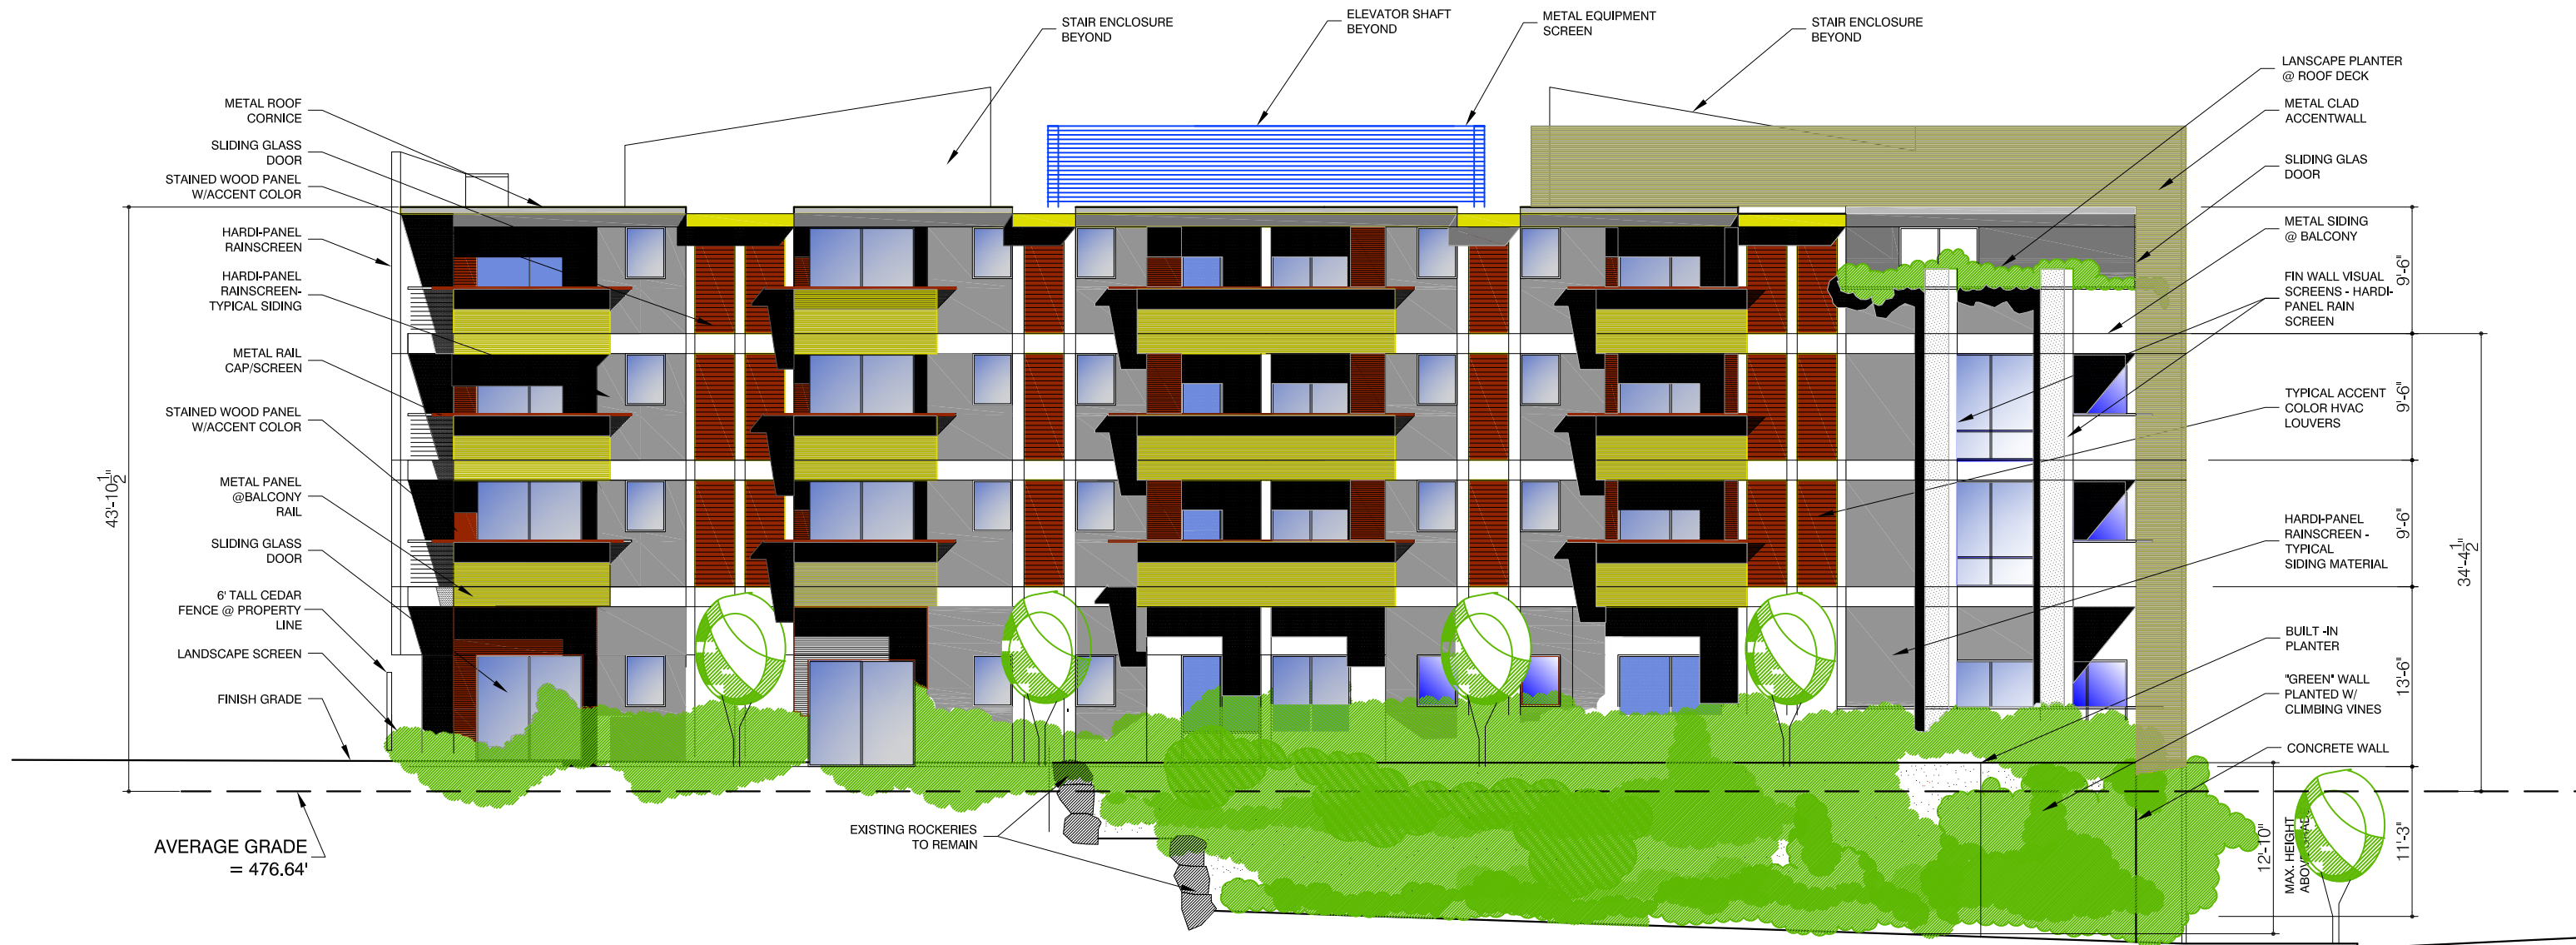 STAIR ENCLOSURE
BEYOND
ELEVATOR SHAFT
BEYOND
METAL EQUIPMENT
SCREEN
STAIR ENCLOSURE
BEYOND
METAL ROOF
CORNICE
SLIDING GLASS
DOOR
STAINED WOOD PANEL
W/ACCENT COLOR
HARDI-PANEL
RAINSCREEN
HARDI-PANEL
RAINSCREEN-
TYPICAL SIDING
METAL RAIL
CAP/SCREEN
STAINED WOOD PANEL
W/ACCENT COLOR
METAL PANEL
@BALCONY
RAIL
SLIDING GLASS
DOOR
6' TALL CEDAR
FENCE @ PROPERTY
LINE
LANDSCAPE SCREEN
FINISH GRADE
43'-10 1/2"
AVERAGE GRADE
= 476.64'
EXISTING ROCKERIES
TO REMAIN
LANSCAPE PLANTER
@ ROOF DECK
METAL CLAD
ACCENTWALL
SLIDING GLAS
DOOR
METAL SIDING
@ BALCONY
FIN WALL VISUAL
SCREENS - HARDI-
PANEL RAIN
SCREEN
TYPICAL ACCENT
COLOR HVAC
LOUVERS
HARDI-PANEL
RAINSCREEN -
TYPICAL
SIDING MATERIAL
BUILT -IN
PLANTER
"GREEN" WALL
PLANTED W/
CLIMBING VINES
CONCRETE WALL
9'-6"
9'-6"
9'-6"
13'-6"
11'-3"
34'-4 1/2"
12'-10"
MAX. HEIGHT
ABOVE GRADE